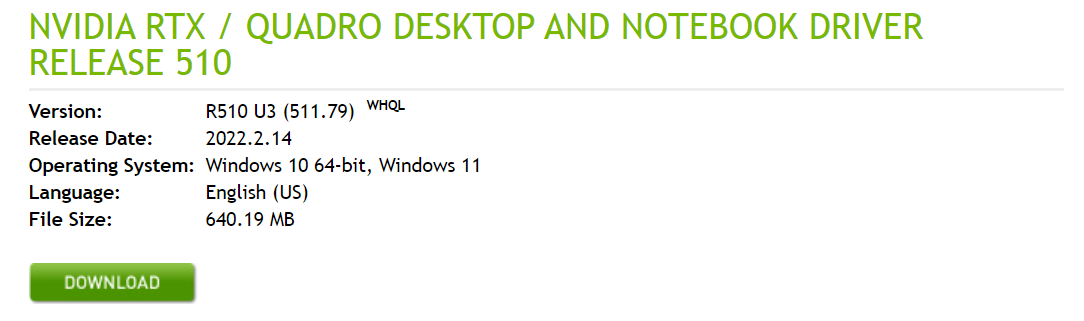 NVIDIA RTX / QUADRO DESKTOP AND NOTEBOOK DRIVER
RELEASE 510
Version: R510 U3 (511.79) WHQL
Release Date: 2022.2.14
Operating System: Windows 10 64-bit, Windows 11
Language: English (US)
File Size: 640.19 MB
DOWNLOAD